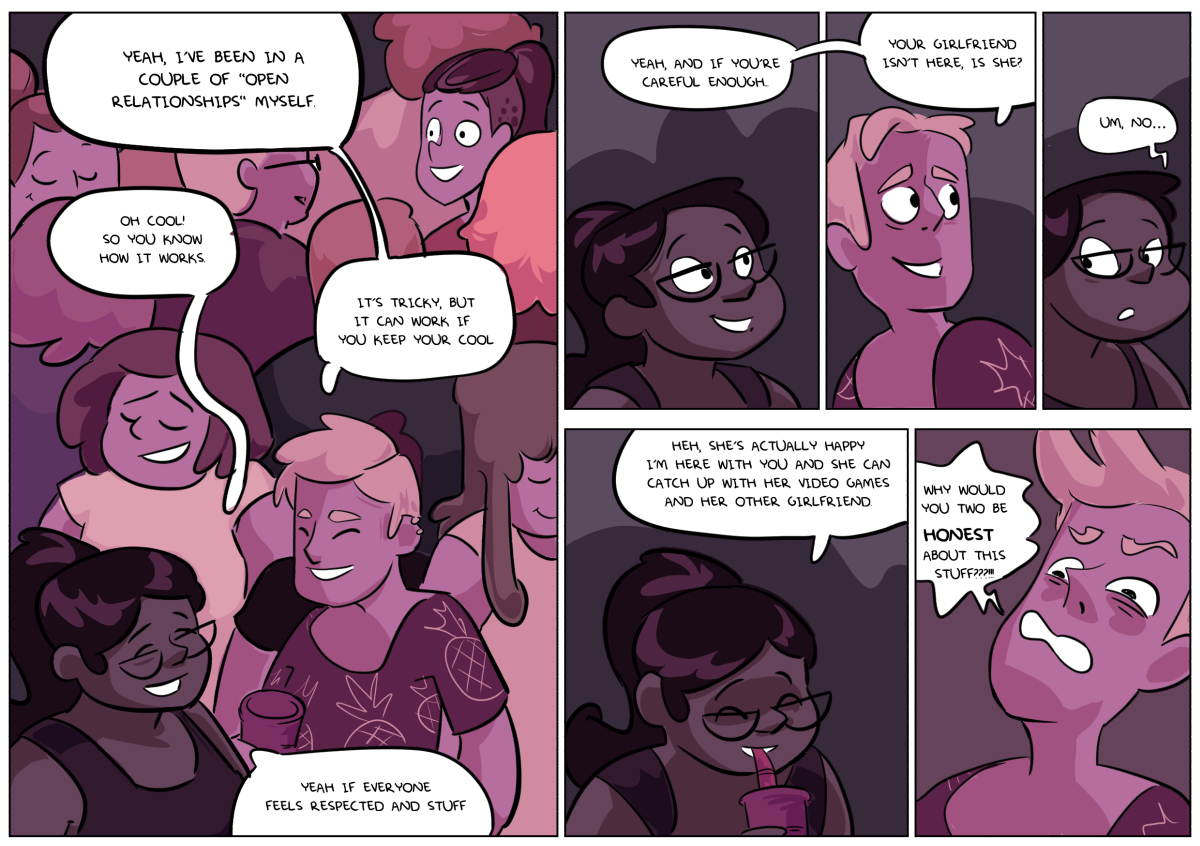 YEAH, I'VE BEEN IN A
COUPLE OF "OPEN
RELATIONSHIPS" MYSELF.
OH COOL!
SO YOU KNOW
HOW IT WORKS.
IT'S TRICKY, BUT
IT CAN WORK IF
YOU KEEP YOUR COOL
YEAH IF EVERYONE
FEELS RESPECTED AND STUFF
YEAH, AND IF YOU'RE
CAREFUL ENOUGH.
YOUR GIRLFRIEND
ISN'T HERE, IS SHE?
UM, NO...
HEH, SHE'S ACTUALLY HAPPY
I'M HERE WITH YOU AND SHE CAN
CATCH UP WITH HER VIDEO GAMES
AND HER OTHER GIRLFRIEND.
WHY WOULD
YOU TWO BE
HONEST
ABOUT THIS
STUFF???!!!